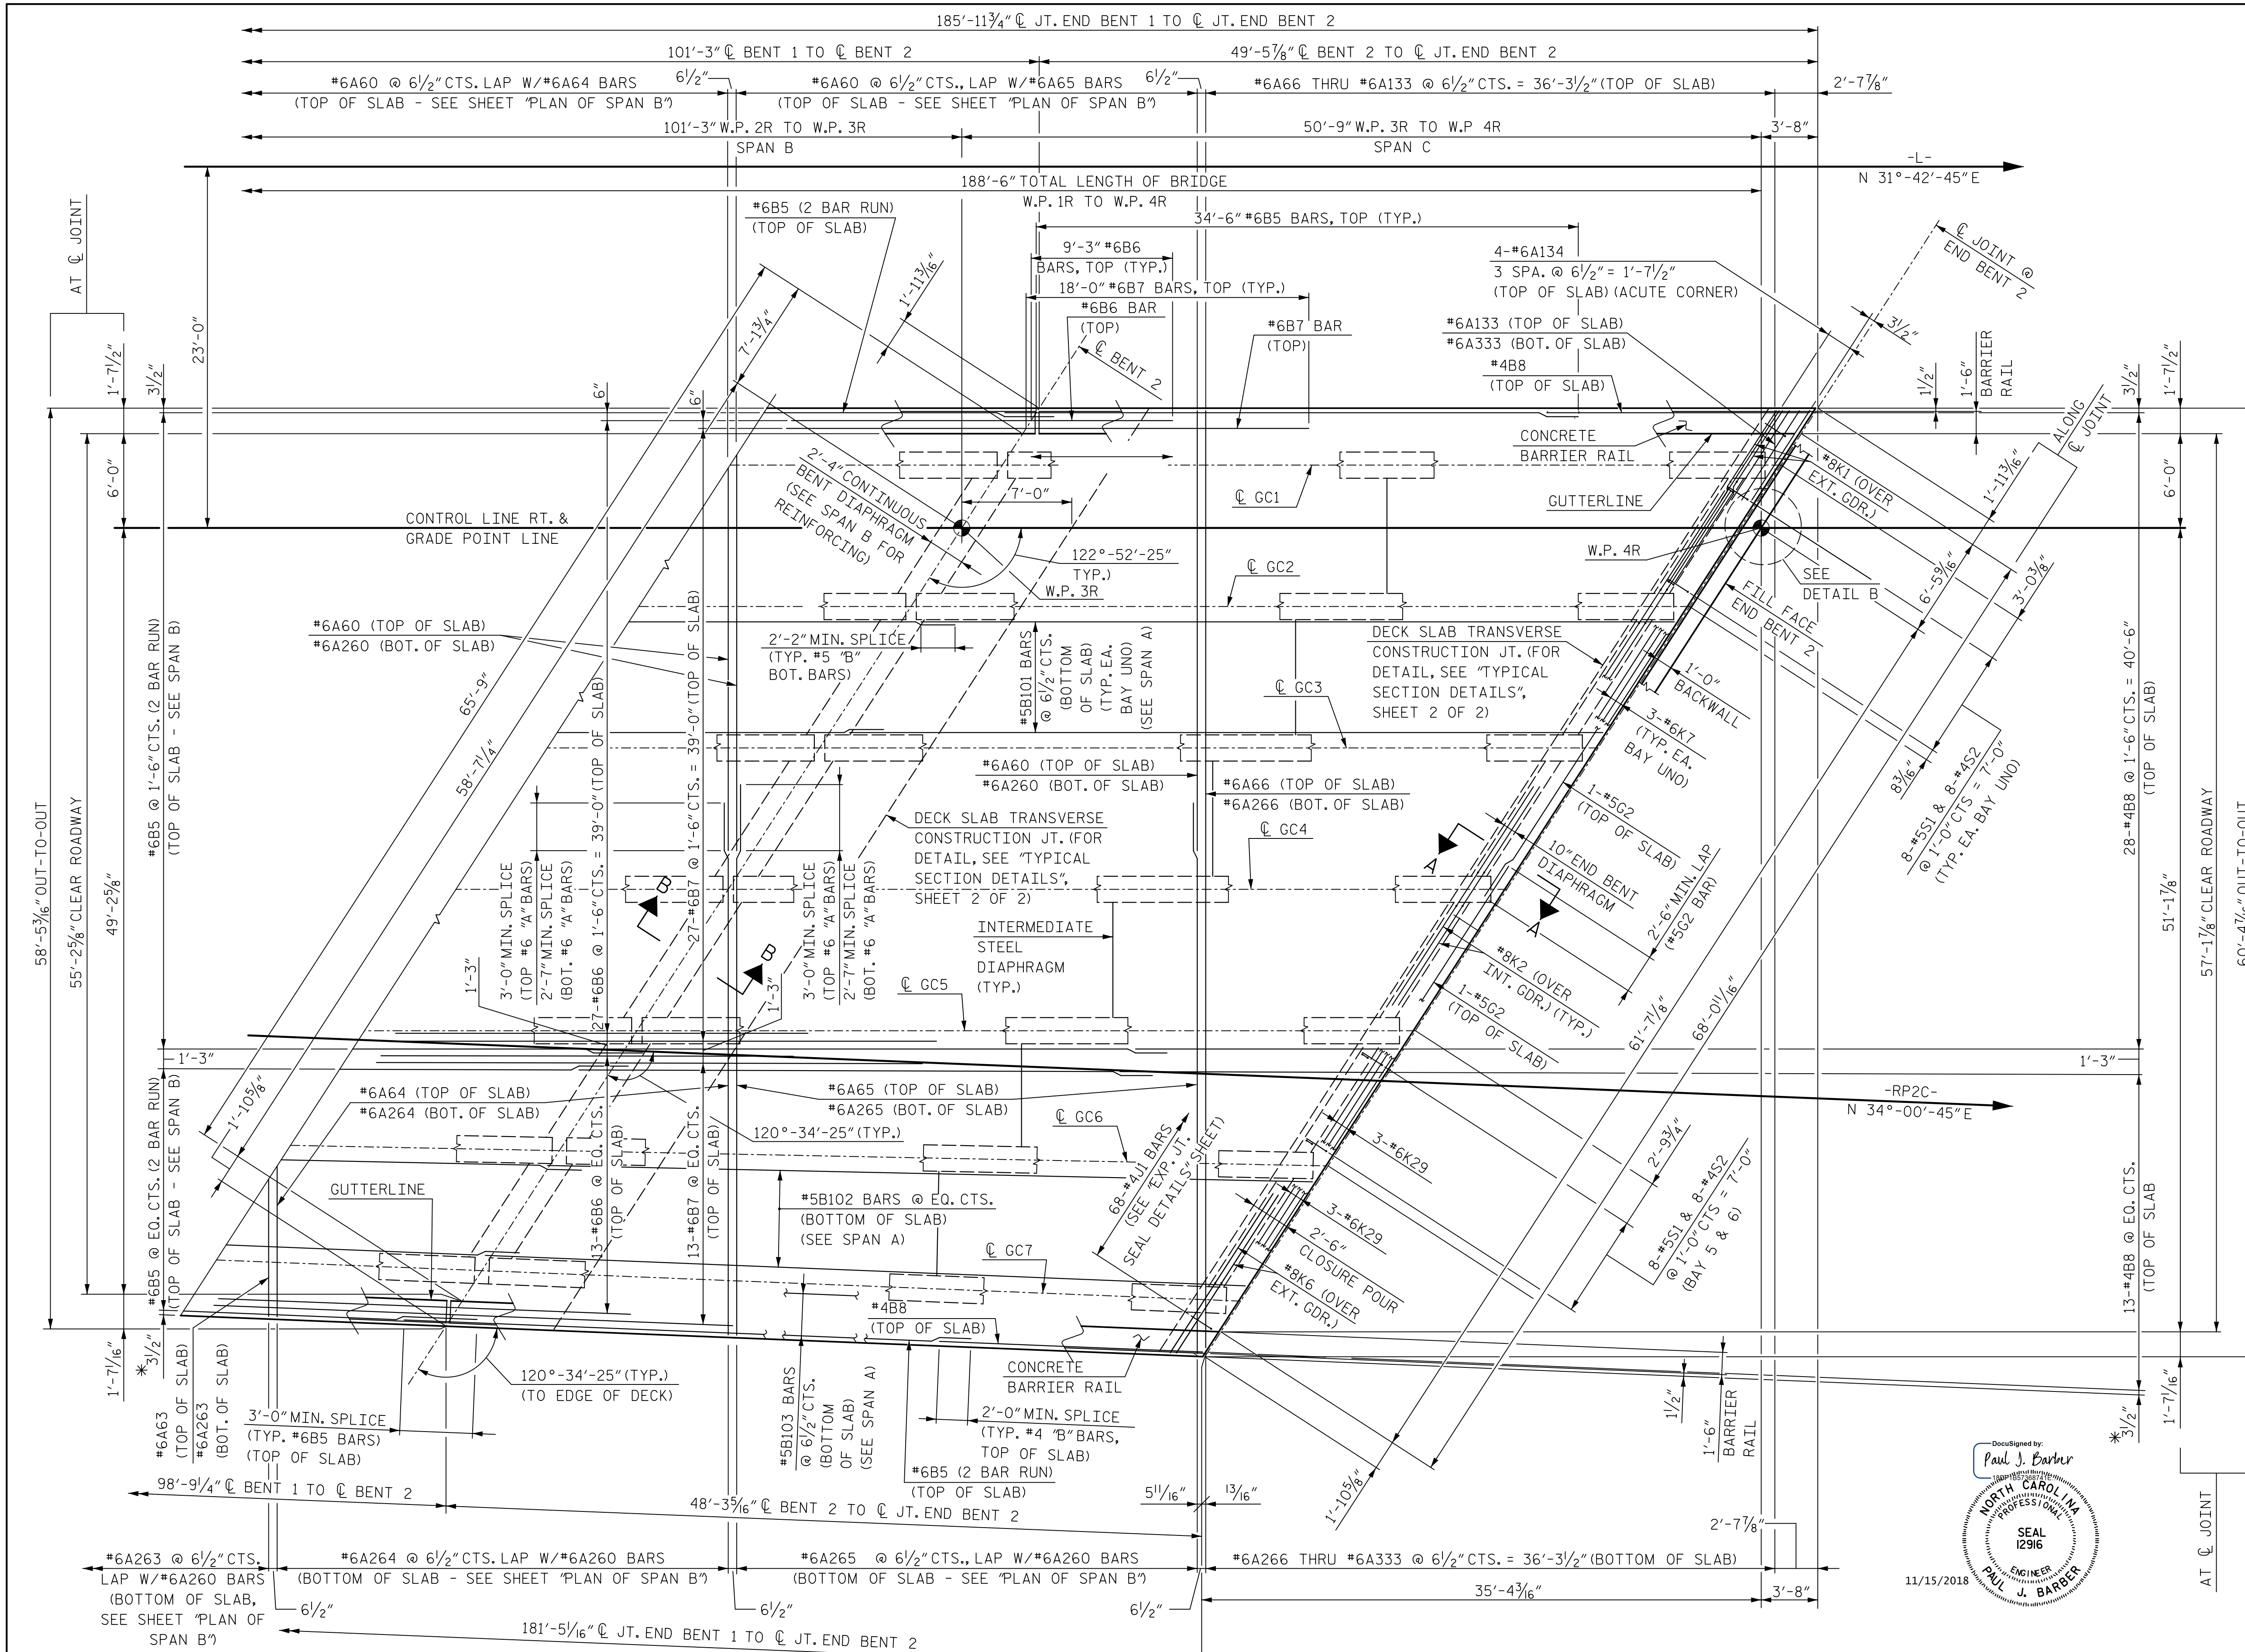 185'-11¾" ℄ JT. END BENT 1 TO ℄ JT. END BENT 2
101'-3" ℄ BENT 1 TO ℄ BENT 2
49'-5⅞" ℄ BENT 2 TO ℄ JT. END BENT 2
#6A60 @ 6½" CTS. LAP W/#6A64 BARS
(TOP OF SLAB - SEE SHEET "PLAN OF SPAN B")
6½"
#6A60 @ 6½" CTS., LAP W/#6A65 BARS
(TOP OF SLAB - SEE SHEET "PLAN OF SPAN B")
6½"
#6A66 THRU #6A133 @ 6½" CTS. = 36'-3½" (TOP OF SLAB)
2'-7⅞"
101'-3" W.P. 2R TO W.P. 3R
SPAN B
50'-9" W.P. 3R TO W.P 4R
SPAN C
3'-8"
-L-
N 31°-42'-45" E
188'-6" TOTAL LENGTH OF BRIDGE
W.P. 1R TO W.P. 4R
AT ℄ JOINT
23'-0"
#6B5 (2 BAR RUN)
(TOP OF SLAB)
34'-6" #6B5 BARS, TOP (TYP.)
9'-3" #6B6
BARS, TOP (TYP.)
18'-0" #6B7 BARS, TOP (TYP.)
#6B6 BAR
(TOP)
#6B7 BAR
(TOP)
℄ BENT 2
4-#6A134
3 SPA. @ 6½" = 1'-7½"
(TOP OF SLAB) (ACUTE CORNER)
#6A133 (TOP OF SLAB)
#6A333 (BOT. OF SLAB)
#4B8
(TOP OF SLAB)
℄ JOINT @
END BENT 2
3½"
1½"
1'-6"
BARRIER
RAIL
3½"
1'-7½"
1'-7½"
3½"
6'-0"
6"
6"
7'-1¾"
1'-11³⁄₁₆"
CONCRETE
BARRIER RAIL
GUTTERLINE
#8K1 (OVER
EXT. GDR.)
ALONG
℄ JOINT
1'-11³⁄₁₆"
6'-5⁹⁄₁₆"
3'-0⅜"
6'-0"
2'-4" CONTINUOUS
BENT DIAPHRAGM
(SEE SPAN B FOR
REINFORCING)
7'-0"
℄ GC1
CONTROL LINE RT. &
GRADE POINT LINE
122°-52'-25"
TYP.)
W.P. 3R
℄ GC2
W.P. 4R
SEE
DETAIL B
FILL FACE
END BENT 2
#6A60 (TOP OF SLAB)
#6A260 (BOT. OF SLAB)
2'-2" MIN. SPLICE
(TYP. #5 "B"
BOT. BARS)
#5B101 BARS
@ 6½" CTS.
(BOTTOM
OF SLAB)
(TYP. EA.
BAY UNO)
(SEE SPAN A)
DECK SLAB TRANSVERSE
CONSTRUCTION JT. (FOR
DETAIL, SEE "TYPICAL
SECTION DETAILS",
SHEET 2 OF 2)
1'-0"
BACKWALL
℄ GC3
3-#6K7
(TYP. EA.
BAY UNO)
8³⁄₁₆"
8-#5S1 & 8-#4S2
@ 1'-0" CTS = 7'-0"
(TYP. EA. BAY UNO)
58'-5³⁄₁₆" OUT-TO-OUT
55'-2⅝" CLEAR ROADWAY
49'-2⅝"
#6B5 @ 1'-6" CTS. (2 BAR RUN)
(TOP OF SLAB - SEE SPAN B)
65'-9"
58'-7¼"
27-#6B6 @ 1'-6" CTS. = 39'-0" (TOP OF SLAB)
27-#6B7 @ 1'-6" CTS. = 39'-0" (TOP OF SLAB)
#6A60 (TOP OF SLAB)
#6A260 (BOT. OF SLAB)
#6A66 (TOP OF SLAB)
#6A266 (BOT. OF SLAB)
1-#5G2
(TOP OF SLAB)
10" END BENT
DIAPHRAGM
2'-6" MIN. LAP
(#5G2 BAR)
28-#4B8 @ 1'-6" CTS. = 40'-6"
(TOP OF SLAB)
51'-1⅞"
57'-1⅞" CLEAR ROADWAY
60'-4⁷⁄₁₆" OUT-TO-OUT
DECK SLAB TRANSVERSE
CONSTRUCTION JT. (FOR
DETAIL, SEE "TYPICAL
SECTION DETAILS",
SHEET 2 OF 2)
℄ GC4
A
A
B
B
3'-0" MIN. SPLICE
(TOP #6 "A" BARS)
2'-7" MIN. SPLICE
(BOT. #6 "A" BARS)
3'-0" MIN. SPLICE
(TOP #6 "A" BARS)
2'-7" MIN. SPLICE
(BOT. #6 "A" BARS)
INTERMEDIATE
STEEL
DIAPHRAGM
(TYP.)
℄ GC5
#8K2 (OVER
INT. GDR.) (TYP.)
1-#5G2
(TOP OF SLAB)
61'-7⅞"
68'-0¹¹⁄₁₆"
1'-3"
1'-3"
1'-3"
1'-3"
#6A64 (TOP OF SLAB)
#6A264 (BOT. OF SLAB)
#6A65 (TOP OF SLAB)
#6A265 (BOT. OF SLAB)
120°-34'-25" (TYP.)
℄ GC6
-RP2C-
N 34°-00'-45" E
1'-10⅝"
#6B5 @ EQ. CTS. (2 BAR RUN)
(TOP OF SLAB - SEE SPAN B)
GUTTERLINE
13-#6B6 @ EQ. CTS.
(TOP OF SLAB)
13-#6B7 @ EQ. CTS.
(TOP OF SLAB)
#5B102 BARS @ EQ. CTS.
(BOTTOM OF SLAB)
(SEE SPAN A)
68-#4J1 BARS
(SEE "EXP. JT.
SEAL DETAILS" SHEET)
3-#6K29
3-#6K29
2'-6"
CLOSURE POUR
#8K6 (OVER
EXT. GDR.)
2'-9¾"
8-#5S1 & 8-#4S2
@ 1'-0" CTS = 7'-0"
(BAY 5 & 6)
13-#4B8 @ EQ. CTS.
(TOP OF SLAB
℄ GC7
#4B8
(TOP OF SLAB)
1'-7¹⁄₁₆"
*3½"
#6A63
(TOP OF SLAB)
#6A263
(BOT. OF SLAB)
3'-0" MIN. SPLICE
(TYP. #6B5 BARS)
(TOP OF SLAB)
120°-34'-25" (TYP.)
(TO EDGE OF DECK)
#5B103 BARS
@ 6½" CTS.
(BOTTOM
OF SLAB)
(SEE SPAN A)
CONCRETE
BARRIER RAIL
2'-0" MIN. SPLICE
(TYP. #4 "B" BARS,
TOP OF SLAB)
#6B5 (2 BAR RUN)
(TOP OF SLAB)
1'-10⅝"
1½"
1'-6"
BARRIER
RAIL
*3½"
1'-7¹⁄₁₆"
AT ℄ JOINT
98'-9¼" ℄ BENT 1 TO ℄ BENT 2
48'-3⁵⁄₁₆" ℄ BENT 2 TO ℄ JT. END BENT 2
5¹¹⁄₁₆"
¹³⁄₁₆"
2'-7⅞"
#6A263 @ 6½" CTS.
LAP W/#6A260 BARS
(BOTTOM OF SLAB,
SEE SHEET "PLAN OF
SPAN B")
#6A264 @ 6½" CTS. LAP W/#6A260 BARS
(BOTTOM OF SLAB - SEE SHEET "PLAN OF SPAN B")
#6A265 @ 6½" CTS., LAP W/#6A260 BARS
(BOTTOM OF SLAB - SEE "PLAN OF SPAN B")
#6A266 THRU #6A333 @ 6½" CTS. = 36'-3½" (BOTTOM OF SLAB)
6½"
6½"
6½"
35'-4³⁄₁₆"
3'-8"
181'-5¹⁄₁₆" ℄ JT. END BENT 1 TO ℄ JT. END BENT 2
DocuSigned by:
Paul J. Barber
NORTH CAROLINA
PROFESSIONAL
SEAL
12916
ENGINEER
PAUL J. BARBER
11/15/2018